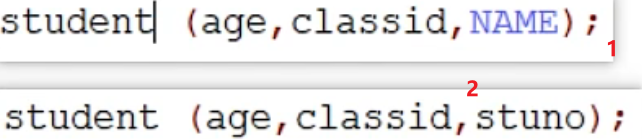 student (age,classid,NAME);
1
2
student (age,classid,stuno);